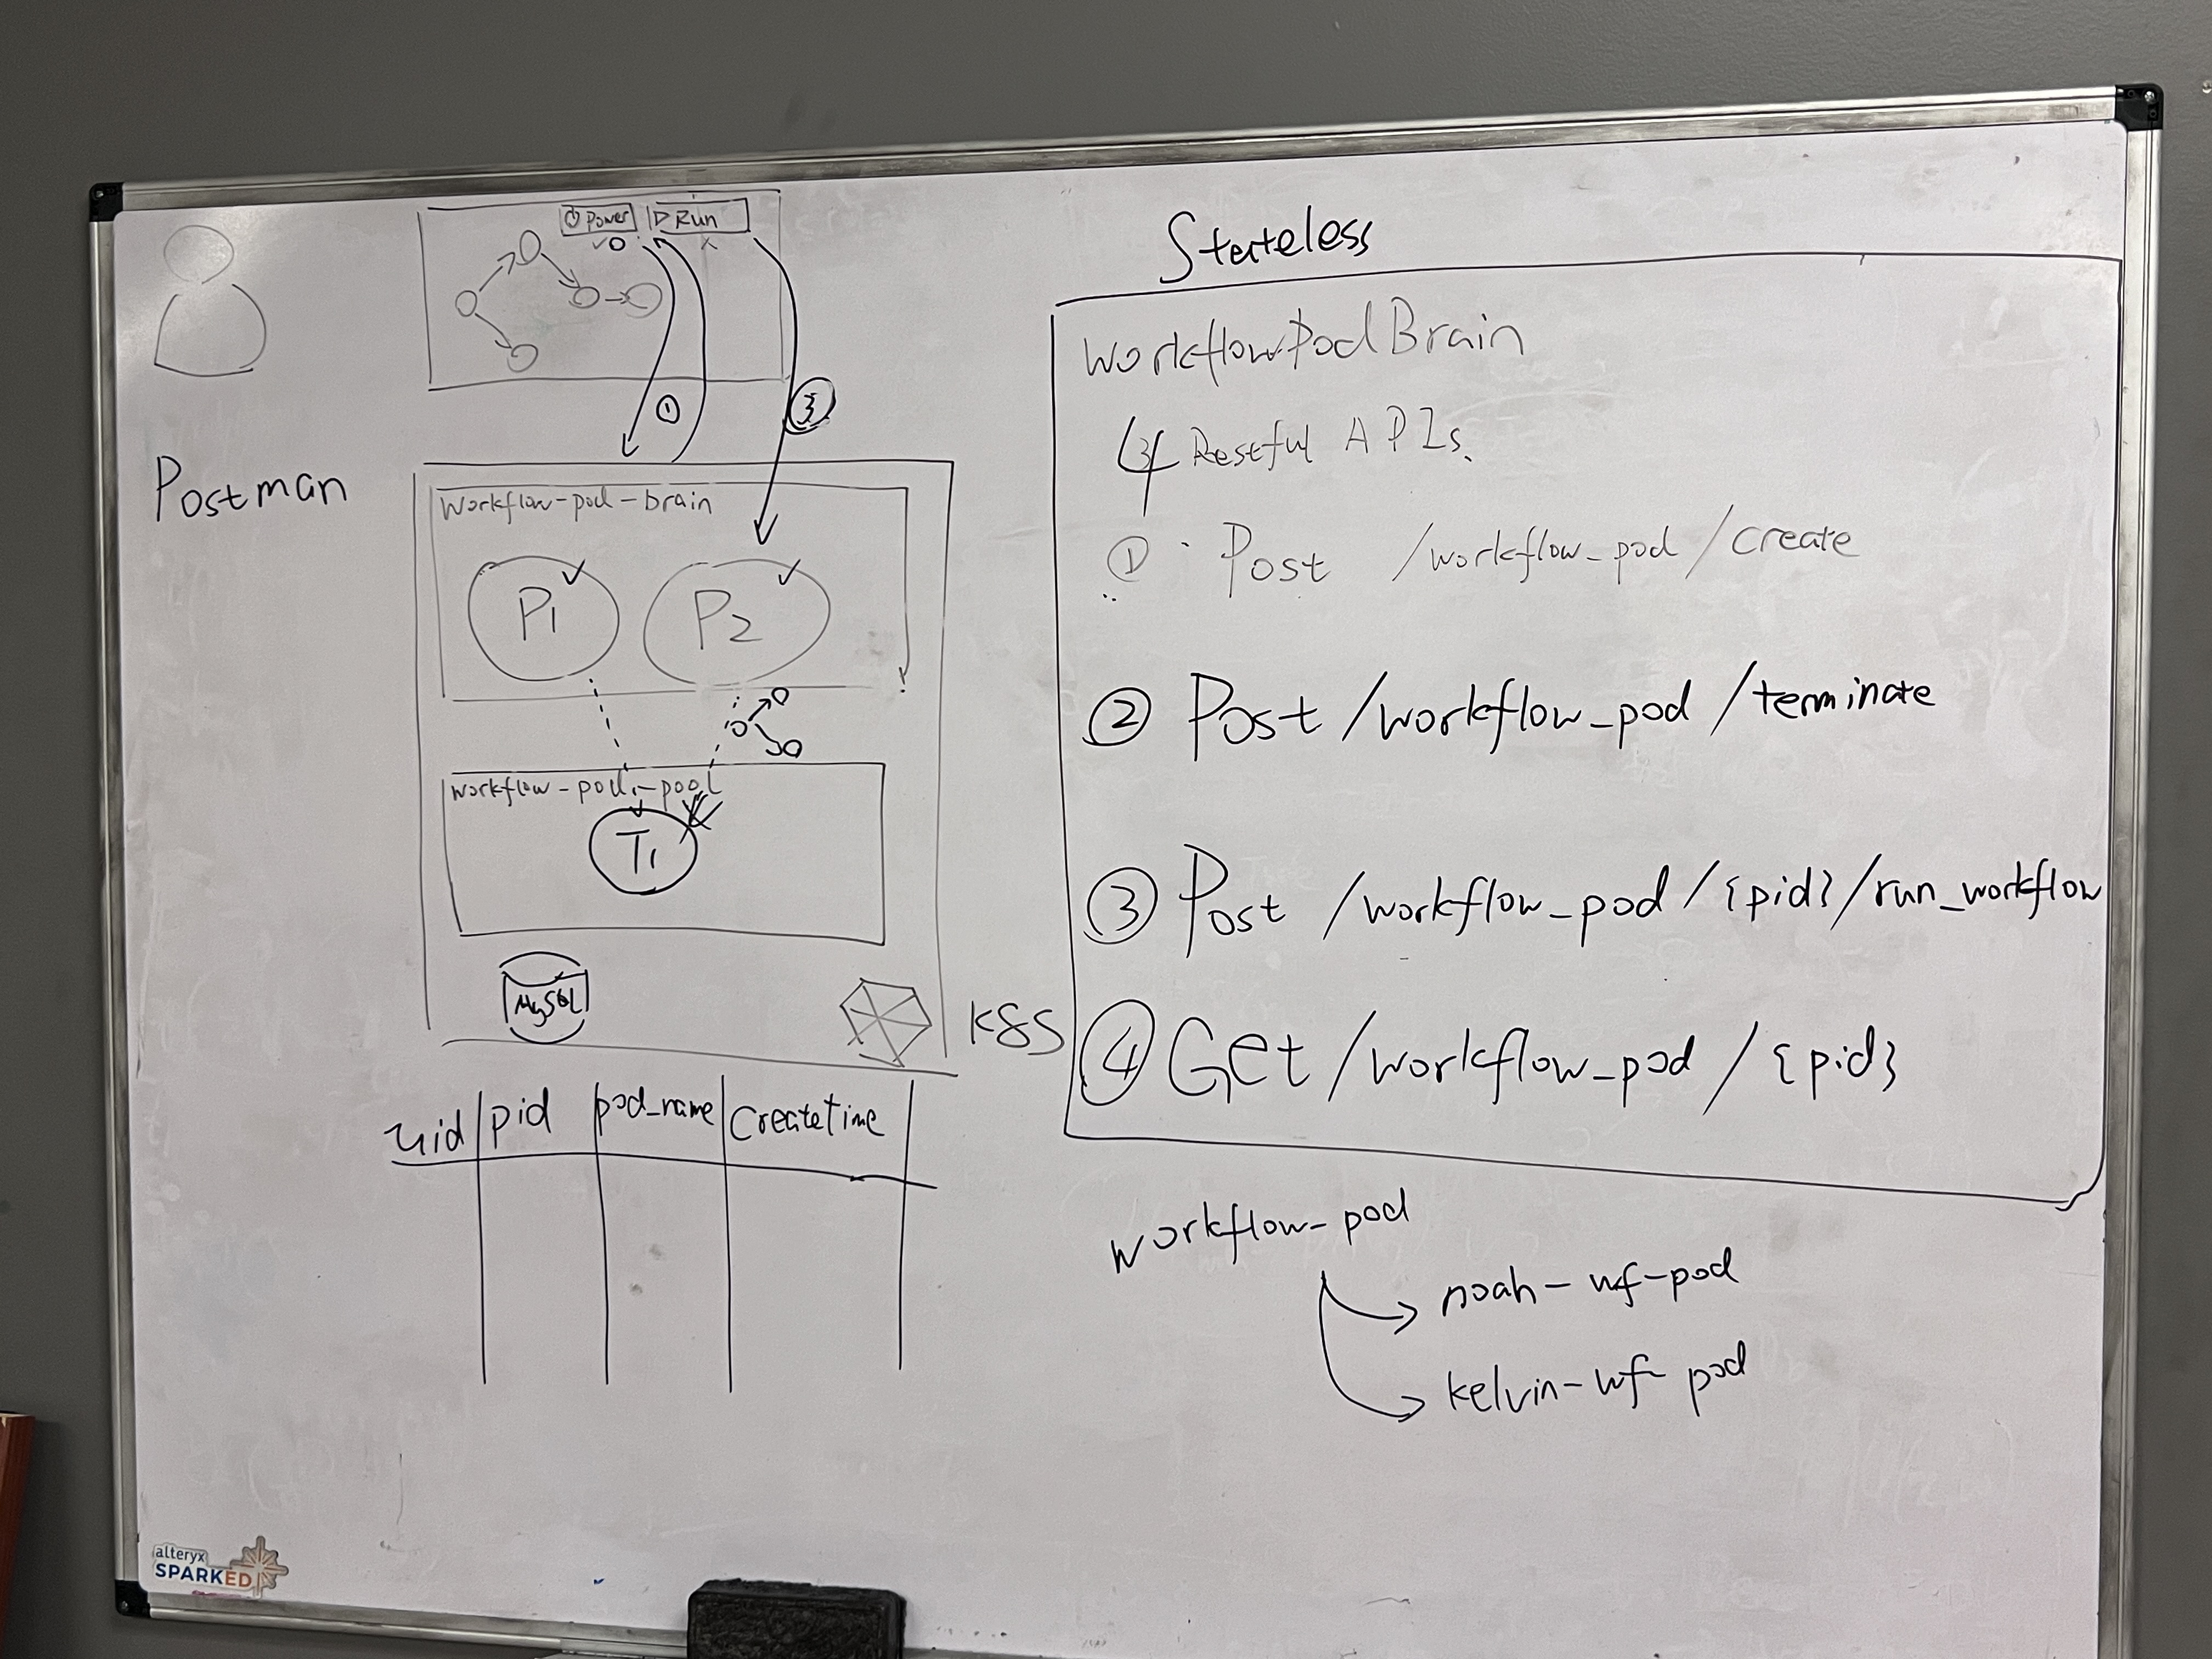 Power
Run
①
③
Postman
workflow-pod-brain
P1
P2
workflow-pod-pool
T1
MySQL
K8S
uid pid pod_name CreateTime
Stateless
WorkflowPodBrain
4 Restful APIs.
① Post /workflow_pod/create
② Post /workflow_pod /terminate
③ Post /workflow_pod /{pid}/run_workflow
④ Get /workflow_pod / {pid}
workflow-pod
noah-wf-pod
kelvin-wf-pod
alteryx
SPARKED